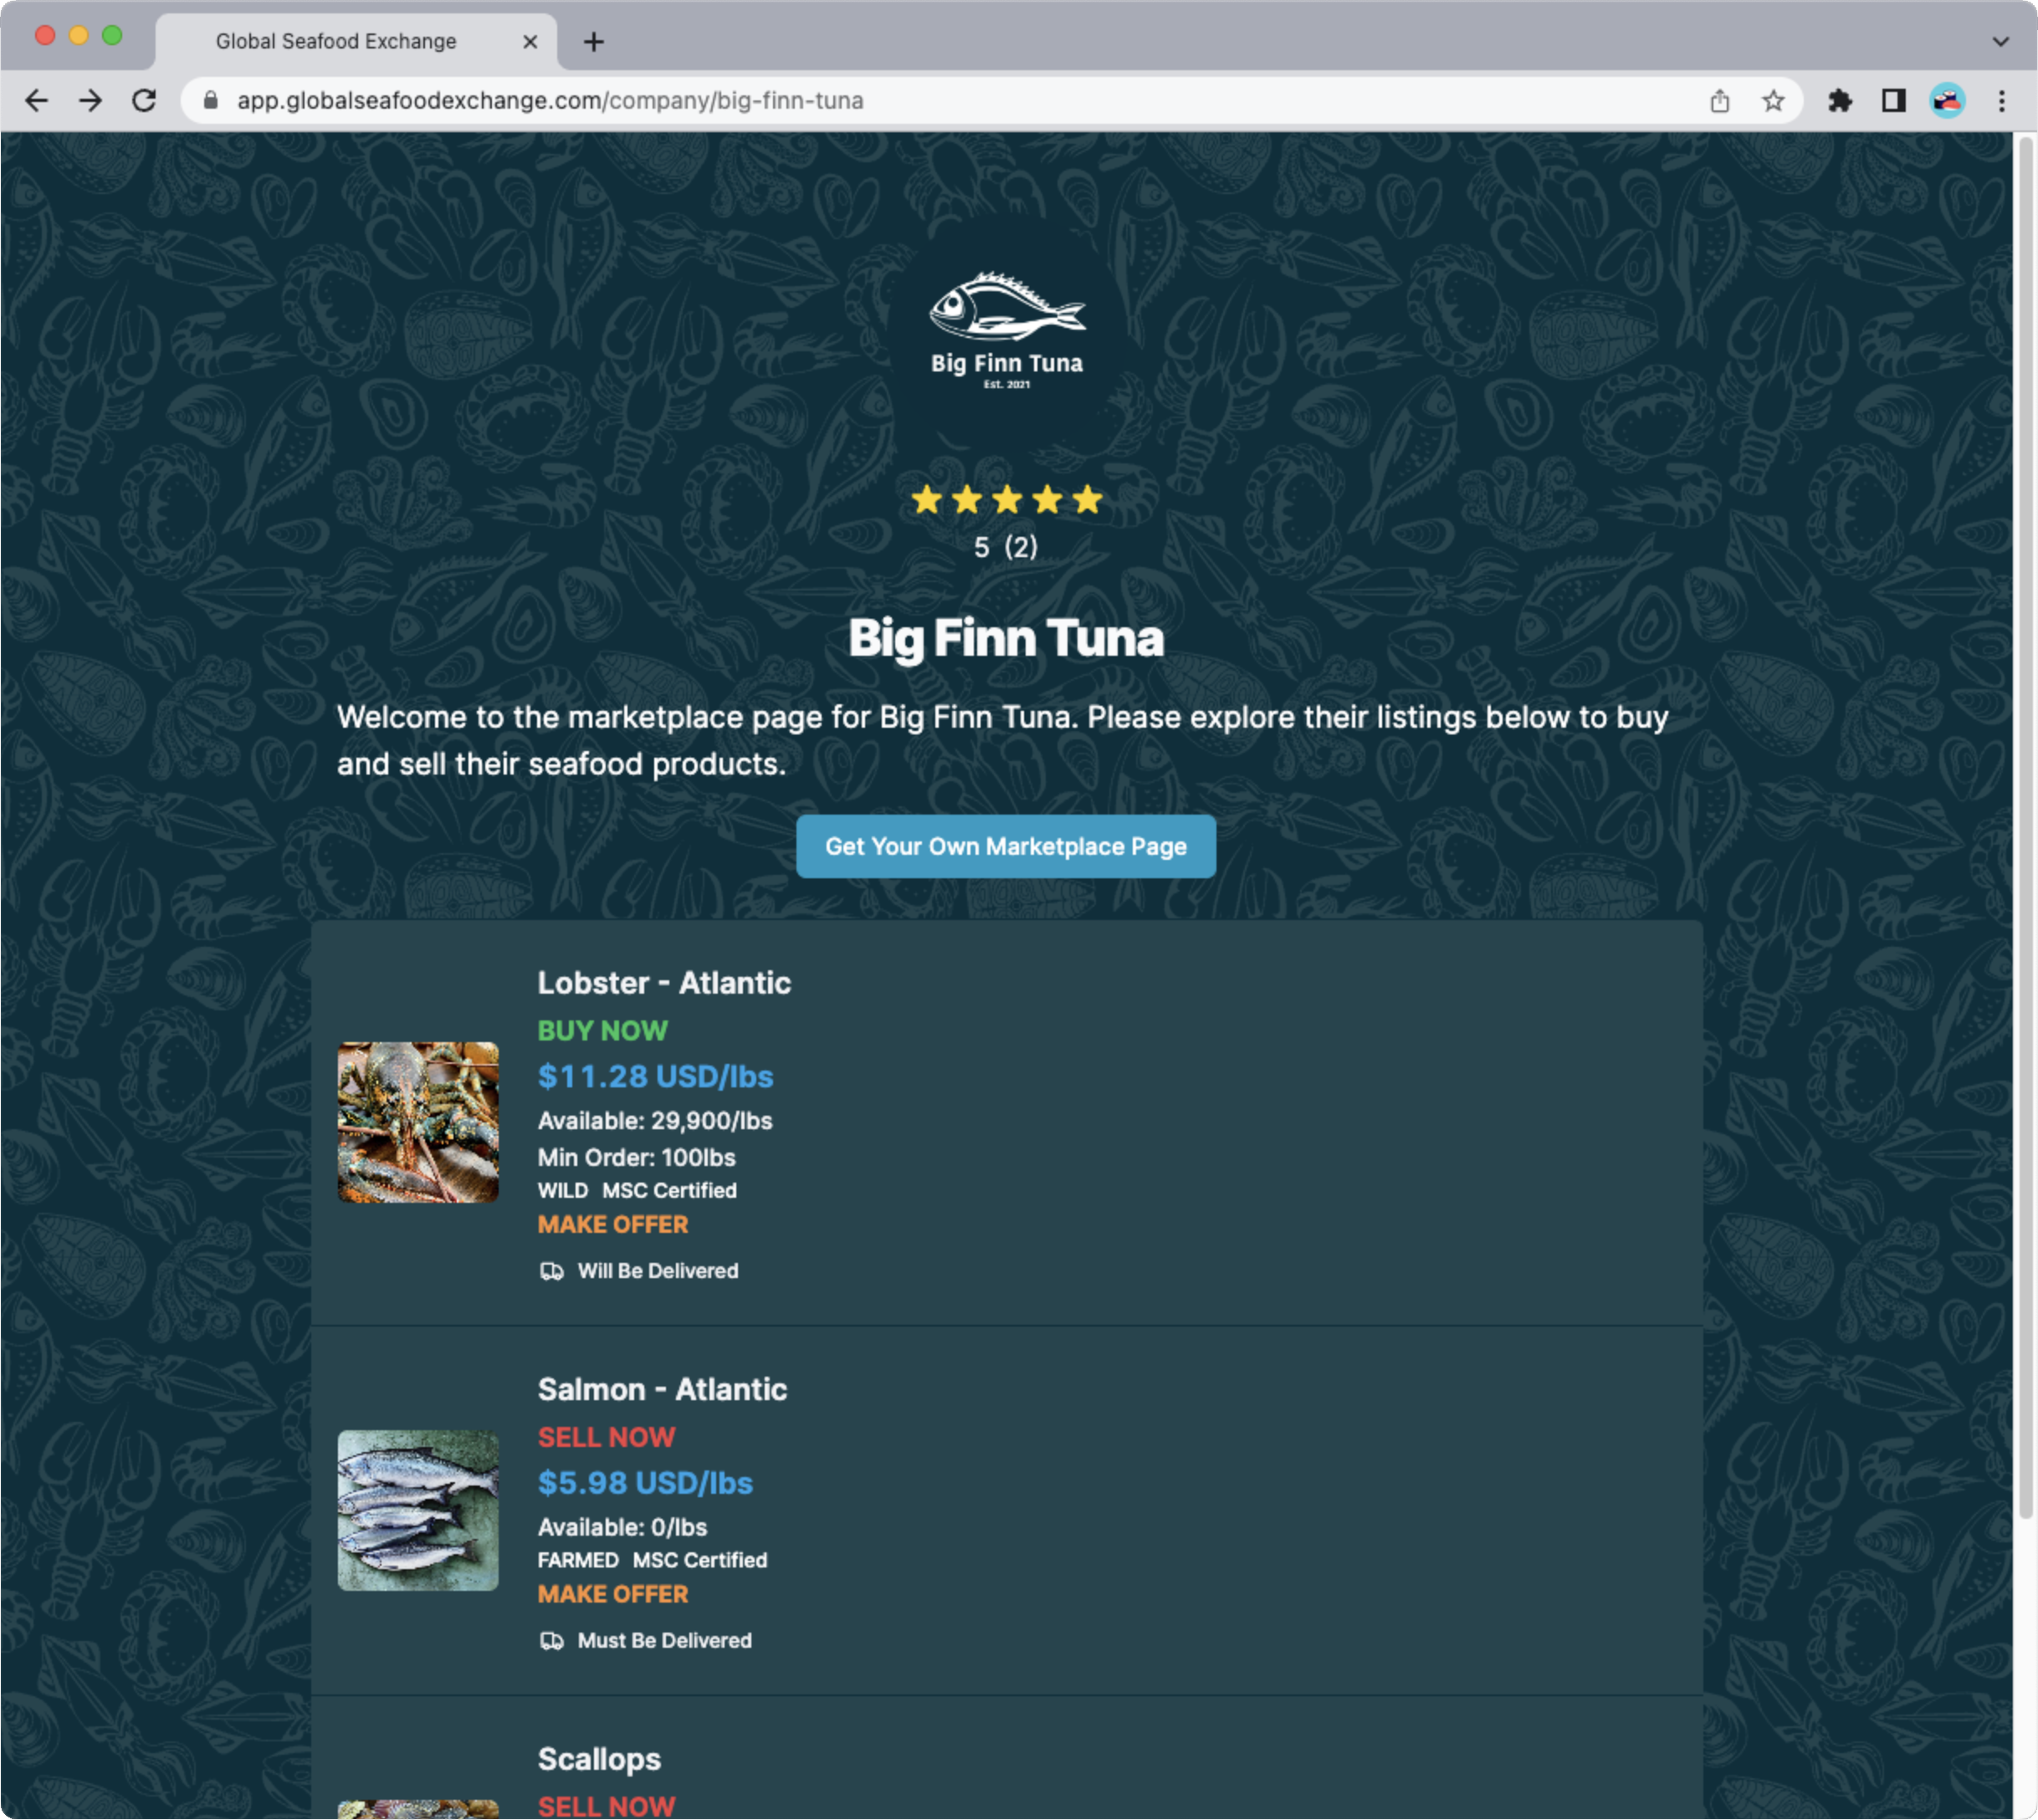 Global Seafood Exchange
app.globalseafoodexchange.com/company/big-finn-tuna
Big Finn Tuna
Est. 2021
5 (2)
Big Finn Tuna
Welcome to the marketplace page for Big Finn Tuna. Please explore their listings below to buy
and sell their seafood products.
Get Your Own Marketplace Page
Lobster - Atlantic
BUY NOW
$11.28 USD/lbs
Available: 29,900/lbs
Min Order: 100lbs
WILD MSC Certified
MAKE OFFER
Will Be Delivered
Salmon - Atlantic
SELL NOW
$5.98 USD/lbs
Available: 0/lbs
FARMED MSC Certified
MAKE OFFER
Must Be Delivered
Scallops
SELL NOW